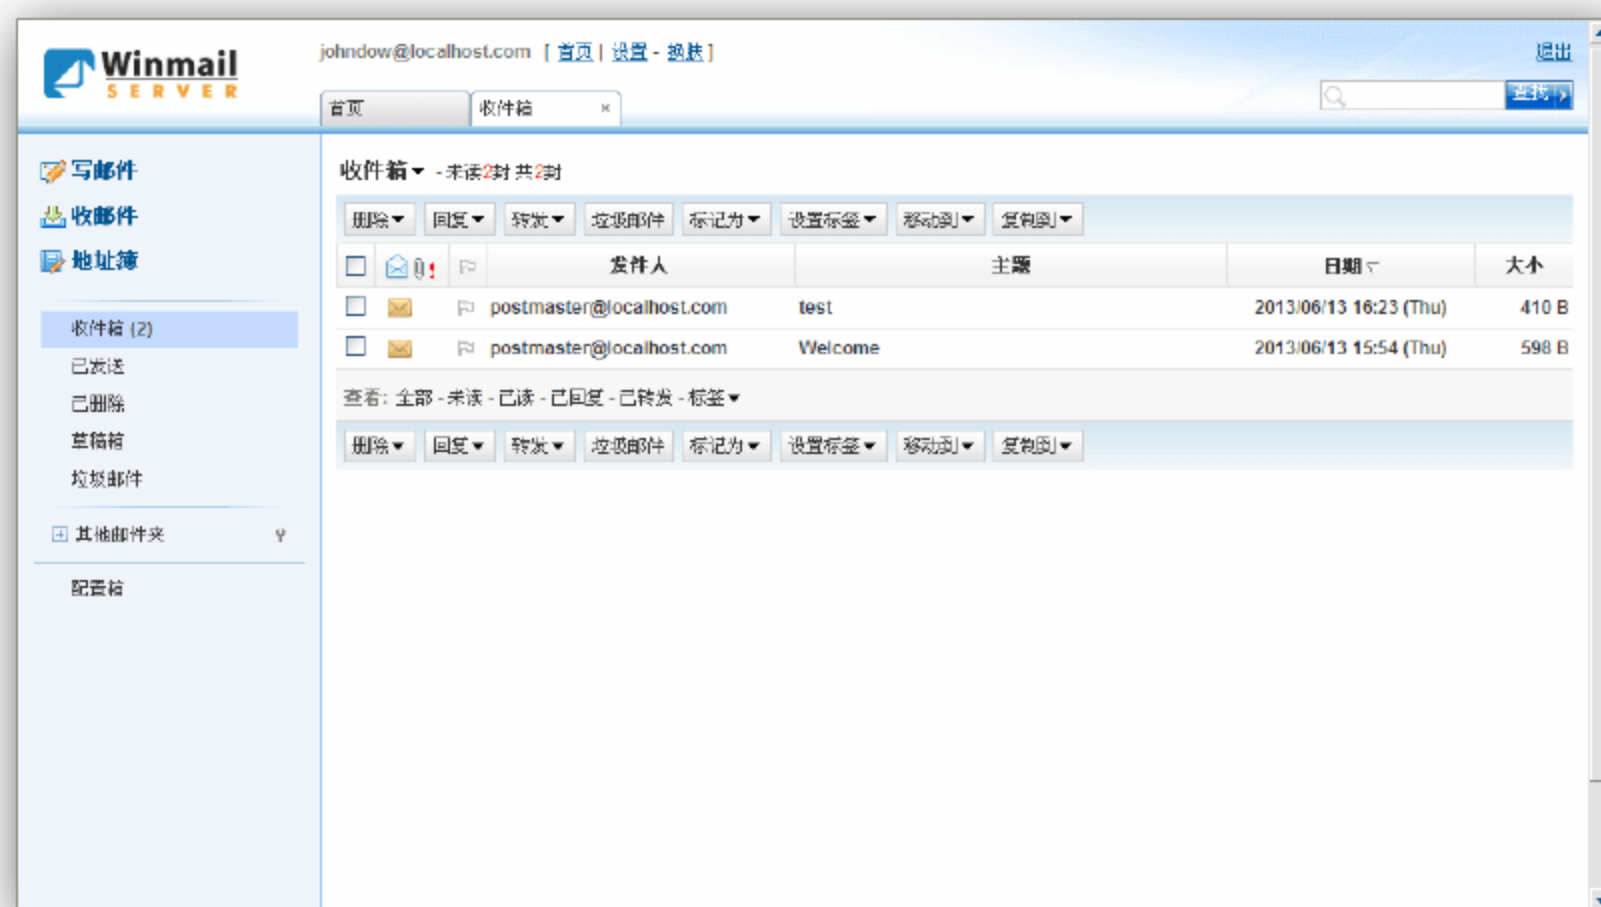 Winmail
SERVER
johndow@localhost.com [ 首页 | 设置 - 换肤 ]
退出
首页
收件箱
查找
写邮件
收邮件
地址簿
收件箱 (2)
已发送
已删除
草稿箱
垃圾邮件
其他邮件夹
配置箱
收件箱 - 未读2封 共2封
删除 回复 转发 垃圾邮件 标记为 设置标签 移动到 复制到
发件人 主题 日期 大小
postmaster@localhost.com test 2013/06/13 16:23 (Thu) 410 B
postmaster@localhost.com Welcome 2013/06/13 15:54 (Thu) 598 B
查看: 全部 - 未读 - 已读 - 已回复 - 已转发 - 标签
删除 回复 转发 垃圾邮件 标记为 设置标签 移动到 复制到